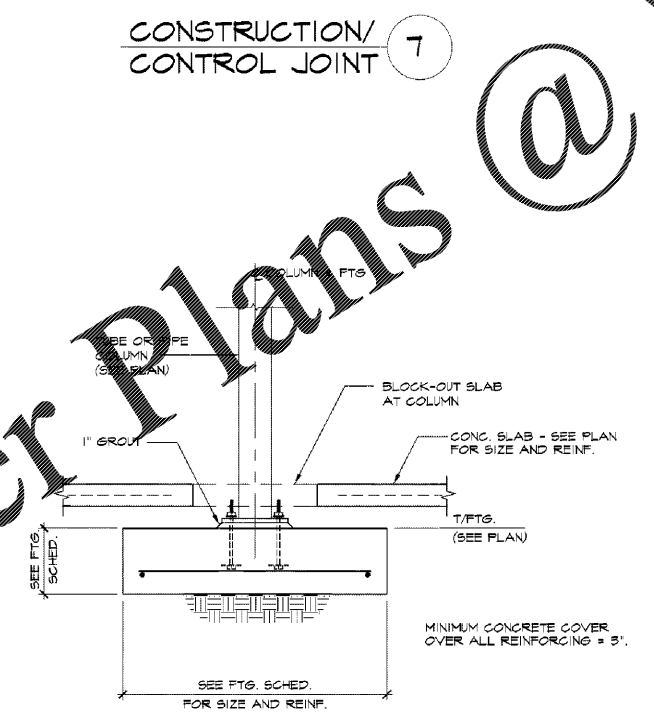 CONSTRUCTION/
CONTROL JOINT
7
@
Plans
COLUMN & FTG
TUBE OR PIPE
COLUMN
(SEE PLAN)
BLOCK-OUT SLAB
AT COLUMN
1" GROUT
CONC. SLAB - SEE PLAN
FOR SIZE AND REINF.
T/FTG.
(SEE PLAN)
SEE FTG.
SCHED.
MINIMUM CONCRETE COVER
OVER ALL REINFORCING = 3".
SEE FTG. SCHED.
FOR SIZE AND REINF.